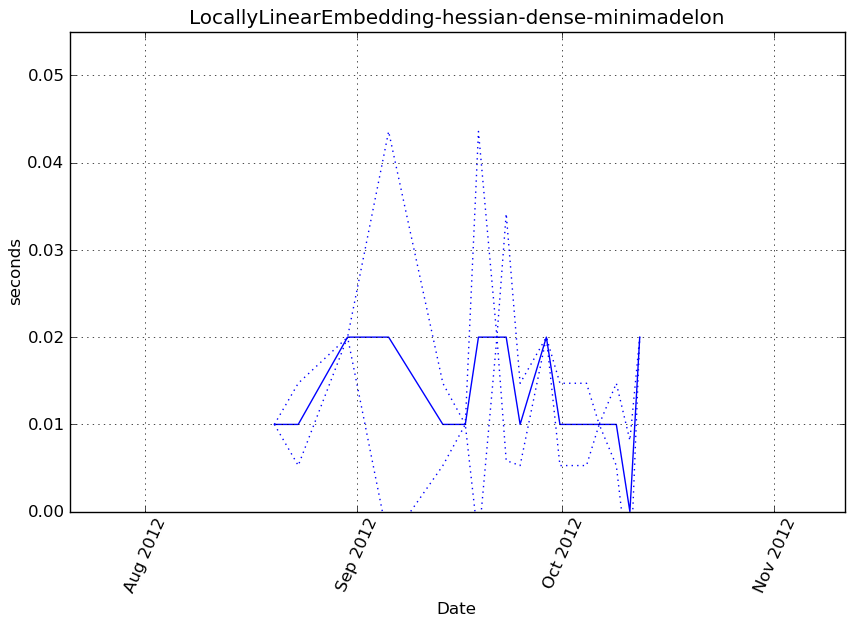 LocallyLinearEmbedding-hessian-dense-minimadelon
0.05
0.04
0.03
0.02
0.01
0.00
seconds
Aug 2012
Sep 2012
Oct 2012
Nov 2012
Date